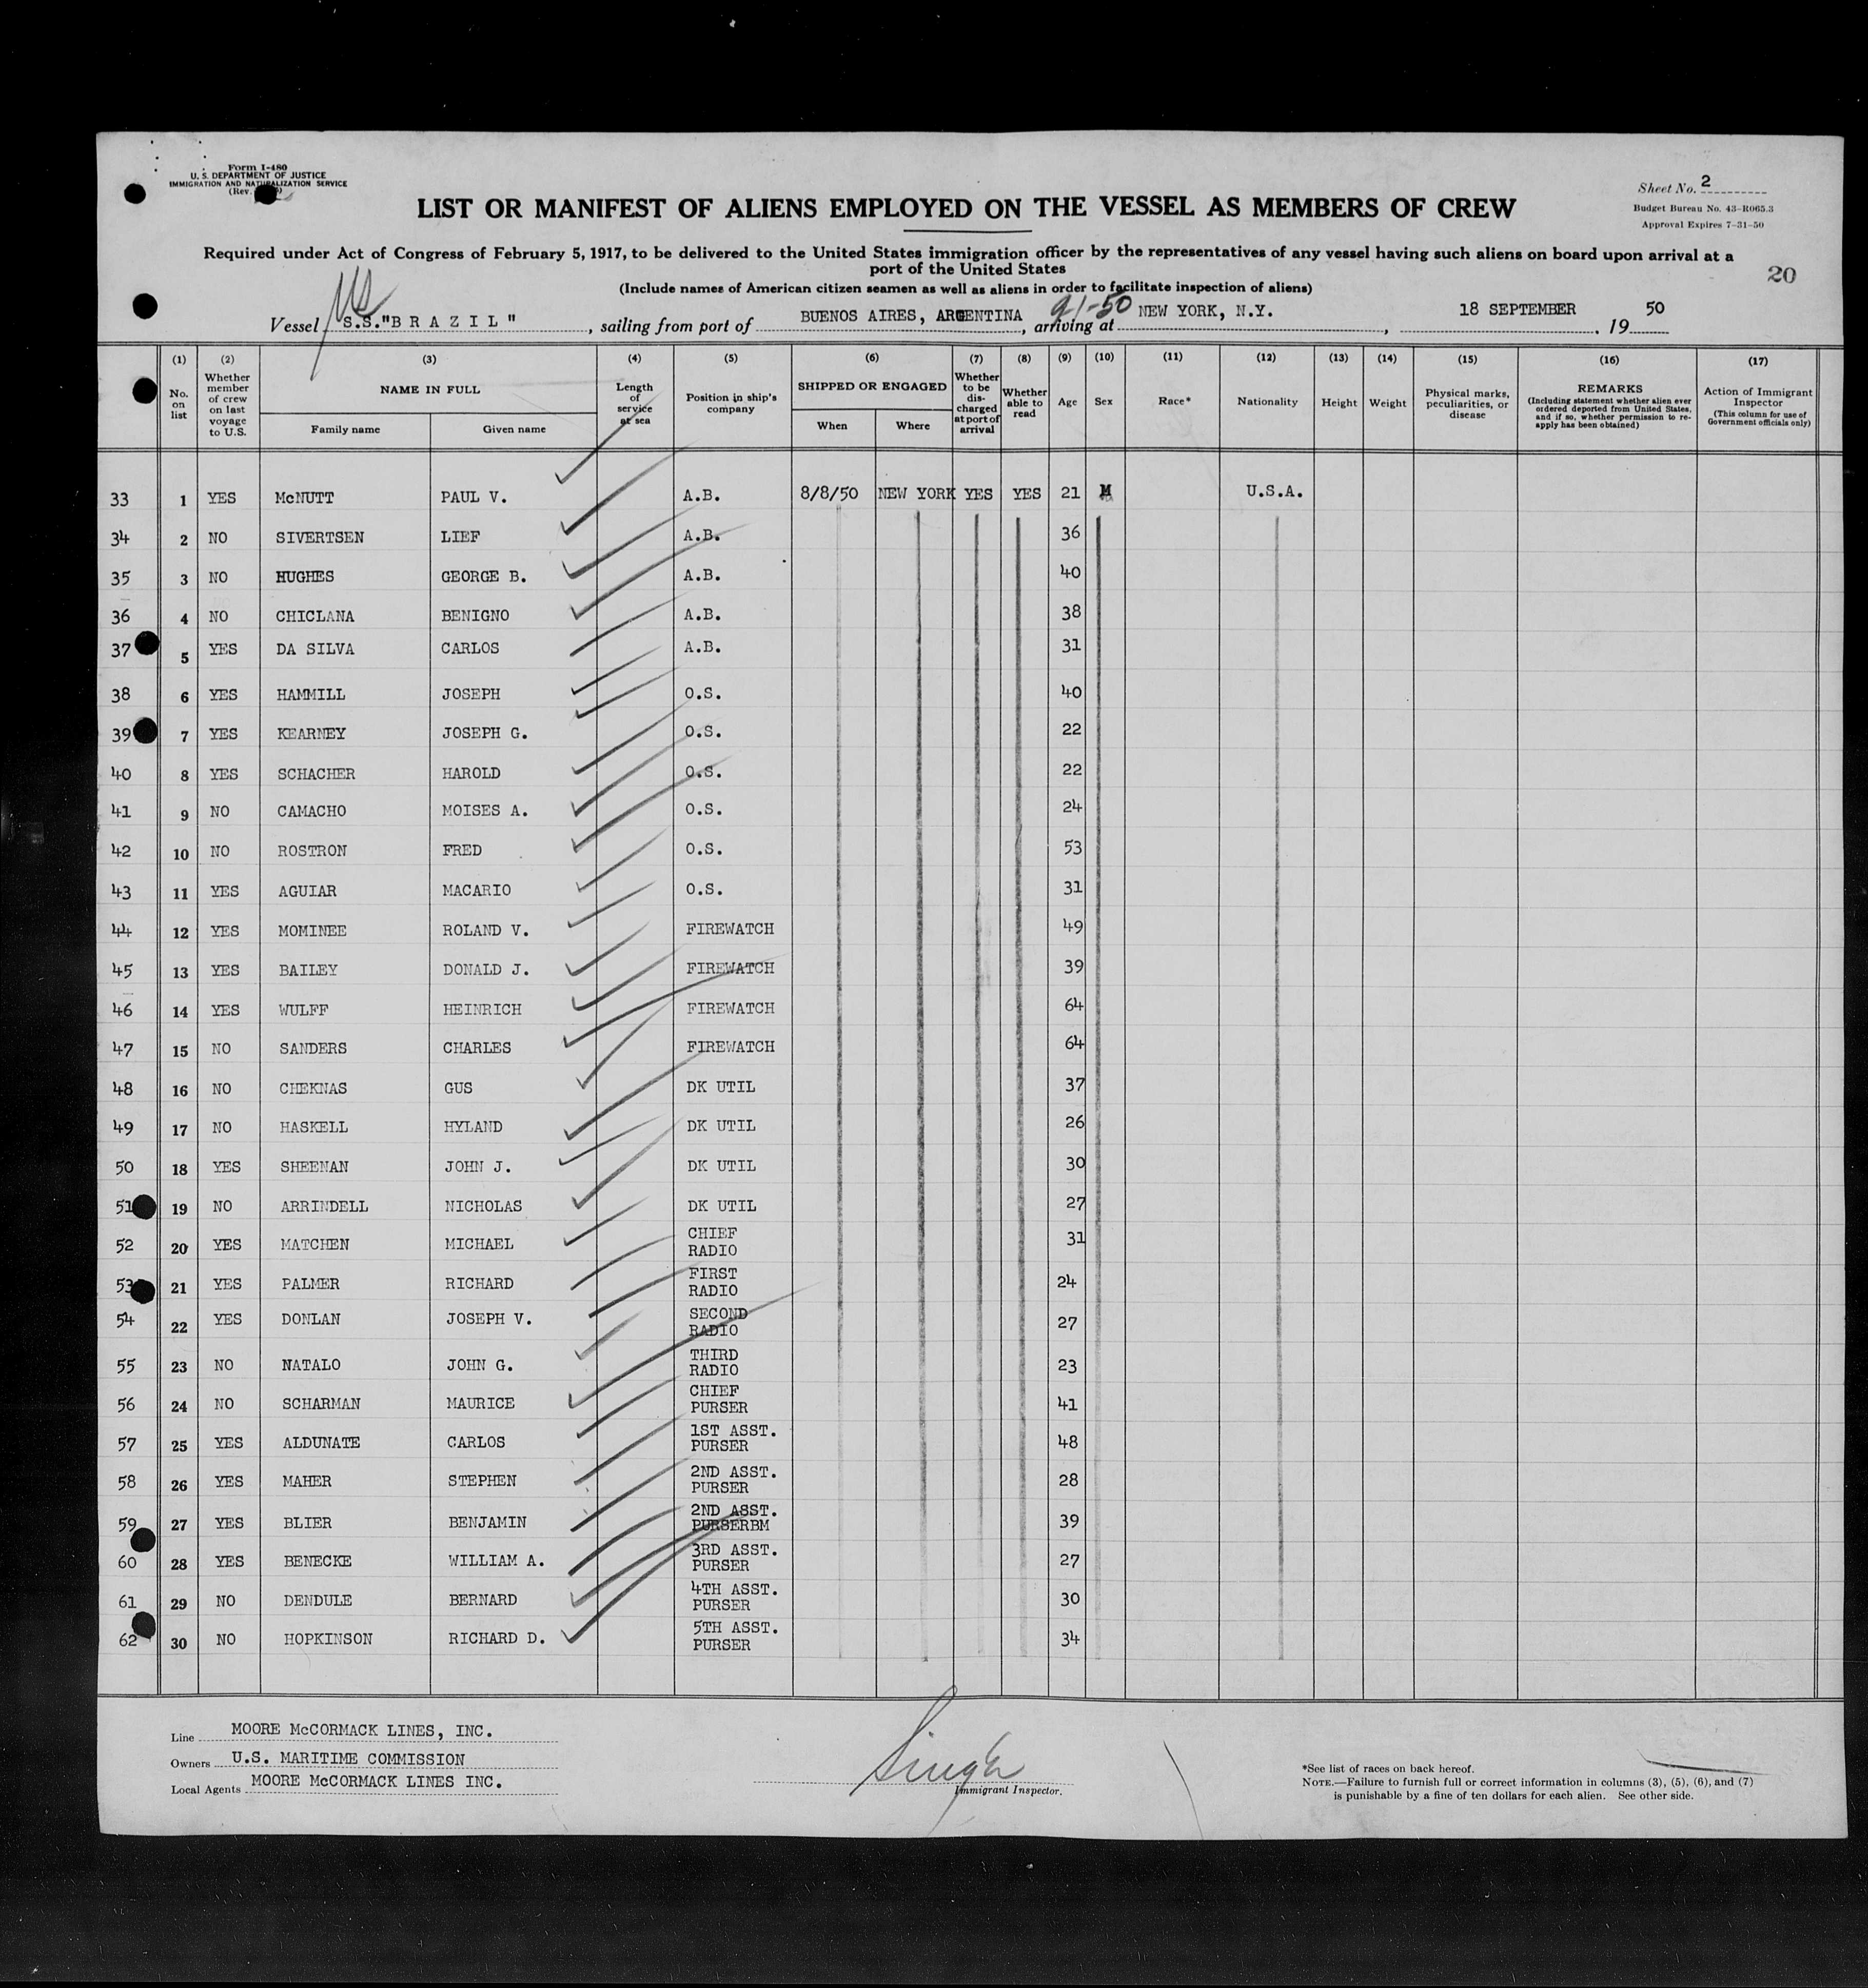 Form I-480
U. S. DEPARTMENT OF JUSTICE
IMMIGRATION AND NATURALIZATION SERVICE
(Rev.
Sheet No. 2
Budget Bureau No. 43-R065.3
Approval Expires 7-31-50
LIST OR MANIFEST OF ALIENS EMPLOYED ON THE VESSEL AS MEMBERS OF CREW
Required under Act of Congress of February 5, 1917, to be delivered to the United States immigration officer by the representatives of any vessel having such aliens on board upon arrival at a
port of the United States
20
(Include names of American citizen seamen as well as aliens in order to facilitate inspection of aliens)
Vessel S.S."B R A Z I L", sailing from port of BUENOS AIRES, ARGENTINA, arriving at NEW YORK, N.Y., 18 SEPTEMBER, 19 50
(1) (2) (3) (4) (5) (6) (7) (8) (9) (10) (11) (12) (13) (14) (15) (16) (17)
No. on list
Whether member of crew on last voyage to U.S.
NAME IN FULL
Family name
Given name
Length of service at sea
Position in ship's company
SHIPPED OR ENGAGED
When
Where
Whether to be discharged at port of arrival
Whether able to read
Age
Sex
Race*
Nationality
Height
Weight
Physical marks, peculiarities, or disease
REMARKS
(Including statement whether alien ever ordered deported from United States, and if so, whether permission to re-apply has been obtained)
Action of Immigrant Inspector
(This column for use of Government officials only)
33 1 YES McNUTT PAUL V. A.B. 8/8/50 NEW YORK YES YES 21 M U.S.A.
34 2 NO SIVERTSEN LIEF A.B. 36
35 3 NO HUGHES GEORGE B. A.B. 40
36 4 NO CHICLANA BENIGNO A.B. 38
37 5 YES DA SILVA CARLOS A.B. 31
38 6 YES HAMMILL JOSEPH O.S. 40
39 7 YES KEARNEY JOSEPH G. O.S. 22
40 8 YES SCHACHER HAROLD O.S. 22
41 9 NO CAMACHO MOISES A. O.S. 24
42 10 NO ROSTRON FRED O.S. 53
43 11 YES AGUIAR MACARIO O.S. 31
44 12 YES MOMINEE ROLAND V. FIREWATCH 49
45 13 YES BAILEY DONALD J. FIREWATCH 39
46 14 YES WULFF HEINRICH FIREWATCH 64
47 15 NO SANDERS CHARLES FIREWATCH 64
48 16 NO CHEKNAS GUS DK UTIL 37
49 17 NO HASKELL HYLAND DK UTIL 26
50 18 YES SHEENAN JOHN J. DK UTIL 30
51 19 NO ARRINDELL NICHOLAS DK UTIL 27
52 20 YES MATCHEN MICHAEL CHIEF RADIO 31
53 21 YES PALMER RICHARD FIRST RADIO 24
54 22 YES DONLAN JOSEPH V. SECOND RADIO 27
55 23 NO NATALO JOHN G. THIRD RADIO 23
56 24 NO SCHARMAN MAURICE CHIEF PURSER 41
57 25 YES ALDUNATE CARLOS 1ST ASST. PURSER 48
58 26 YES MAHER STEPHEN 2ND ASST. PURSER 28
59 27 YES BLIER BENJAMIN 2ND ASST. PURSERBM 39
60 28 YES BENECKE WILLIAM A. 3RD ASST. PURSER 27
61 29 NO DENDULE BERNARD 4TH ASST. PURSER 30
62 30 NO HOPKINSON RICHARD D. 5TH ASST. PURSER 34
Line MOORE McCORMACK LINES, INC.
Owners U.S. MARITIME COMMISSION
Local Agents MOORE McCORMACK LINES INC.
Immigrant Inspector.
*See list of races on back hereof.
NOTE.—Failure to furnish full or correct information in columns (3), (5), (6), and (7)
is punishable by a fine of ten dollars for each alien. See other side.